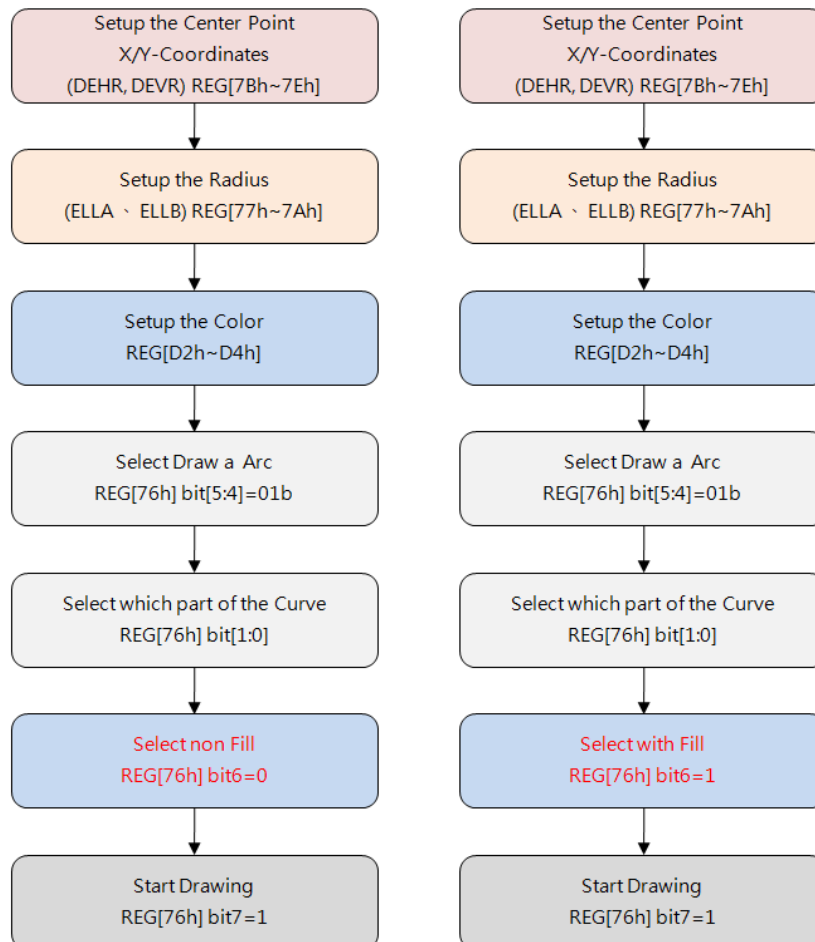 Setup the Center Point
X/Y-Coordinates
(DEHR, DEVR) REG[7Bh~7Eh]
Setup the Radius
(ELLA 、 ELLB) REG[77h~7Ah]
Setup the Color
REG[D2h~D4h]
Select Draw a Arc
REG[76h] bit[5:4]=01b
Select which part of the Curve
REG[76h] bit[1:0]
Select non Fill
REG[76h] bit6=0
Start Drawing
REG[76h] bit7=1
Setup the Center Point
X/Y-Coordinates
(DEHR, DEVR) REG[7Bh~7Eh]
Setup the Radius
(ELLA 、 ELLB) REG[77h~7Ah]
Setup the Color
REG[D2h~D4h]
Select Draw a Arc
REG[76h] bit[5:4]=01b
Select which part of the Curve
REG[76h] bit[1:0]
Select with Fill
REG[76h] bit6=1
Start Drawing
REG[76h] bit7=1